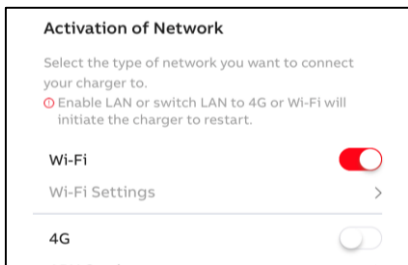 Activation of Network
Select the type of network you want to connect
your charger to.
Enable LAN or switch LAN to 4G or Wi-Fi will
initiate the charger to restart.
Wi-Fi
Wi-Fi Settings
4G